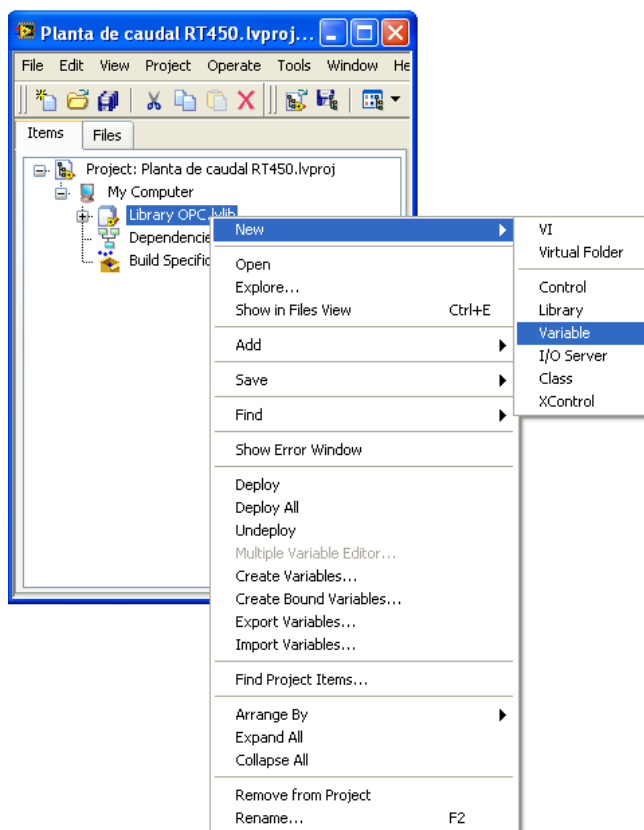 Planta de caudal RT450.lvproj...
File Edit View Project Operate Tools Window He
Items Files
Project: Planta de caudal RT450.lvproj
My Computer
Library OPC.lvlib
Dependencie
Build Specific
New
Open
Explore...
Show in Files View Ctrl+E
Add
Save
Find
Show Error Window
Deploy
Deploy All
Undeploy
Multiple Variable Editor...
Create Variables...
Create Bound Variables...
Export Variables...
Import Variables...
Find Project Items...
Arrange By
Expand All
Collapse All
Remove from Project
Rename... F2
VI
Virtual Folder
Control
Library
Variable
I/O Server
Class
XControl